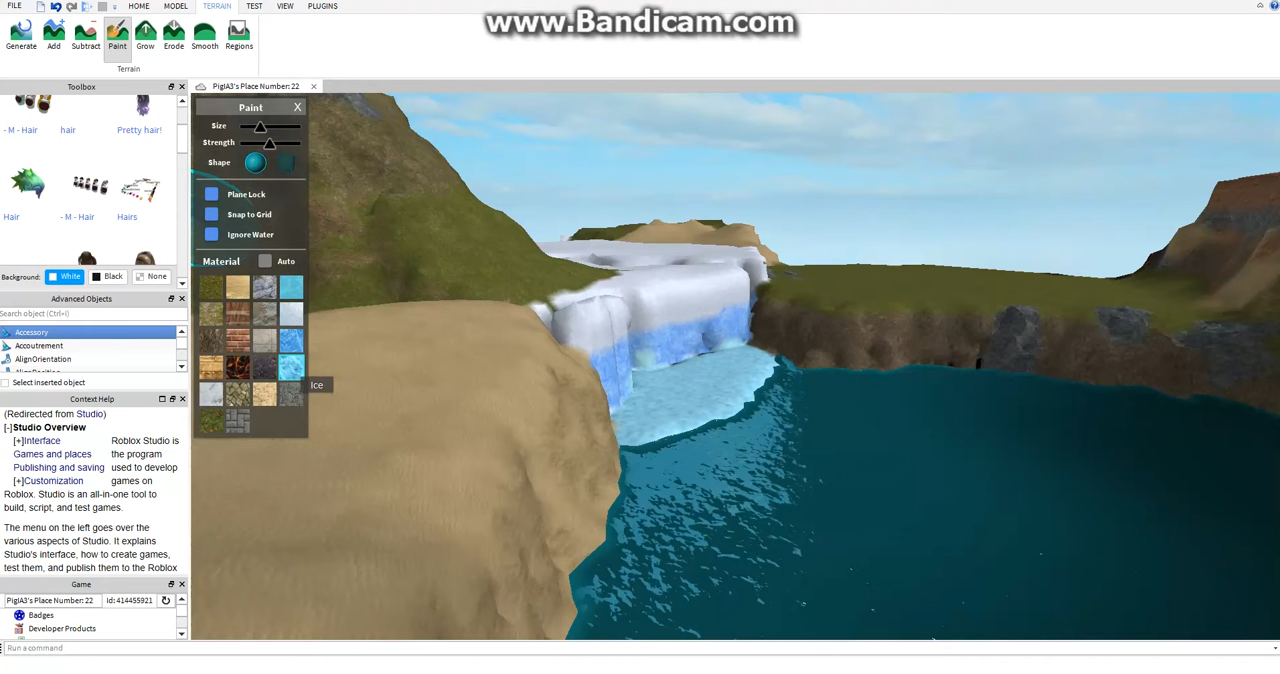 FILE
HOME
MODEL
TERRAIN
TEST
VIEW
PLUGINS
www.Bandicam.com
Generate
Add
Subtract
Paint
Grow
Erode
Smooth
Regions
Terrain
Toolbox
PigIA3's Place Number: 22
- M - Hair
hair
Pretty hair!
Hair
- M - Hair
Hairs
Background:
White
Black
None
Advanced Objects
Search object (Ctrl+i)
Accessory
Accoutrement
AlignOrientation
Select inserted object
Context Help
(Redirected from Studio)
[-]Studio Overview
[+]Interface
Games and places
Publishing and saving
[+]Customization
Roblox Studio is
the program
used to develop
games on
Roblox. Studio is an all-in-one tool to
build, script, and test games.
The menu on the left goes over the
various aspects of Studio. It explains
Studio's interface, how to create games,
test them, and publish them to the Roblox
Game
PigIA3's Place Number: 22
Id: 414455921
Badges
Developer Products
Run a command
Paint
X
Size
Strength
Shape
Plane Lock
Snap to Grid
Ignore Water
Material
Auto
Ice